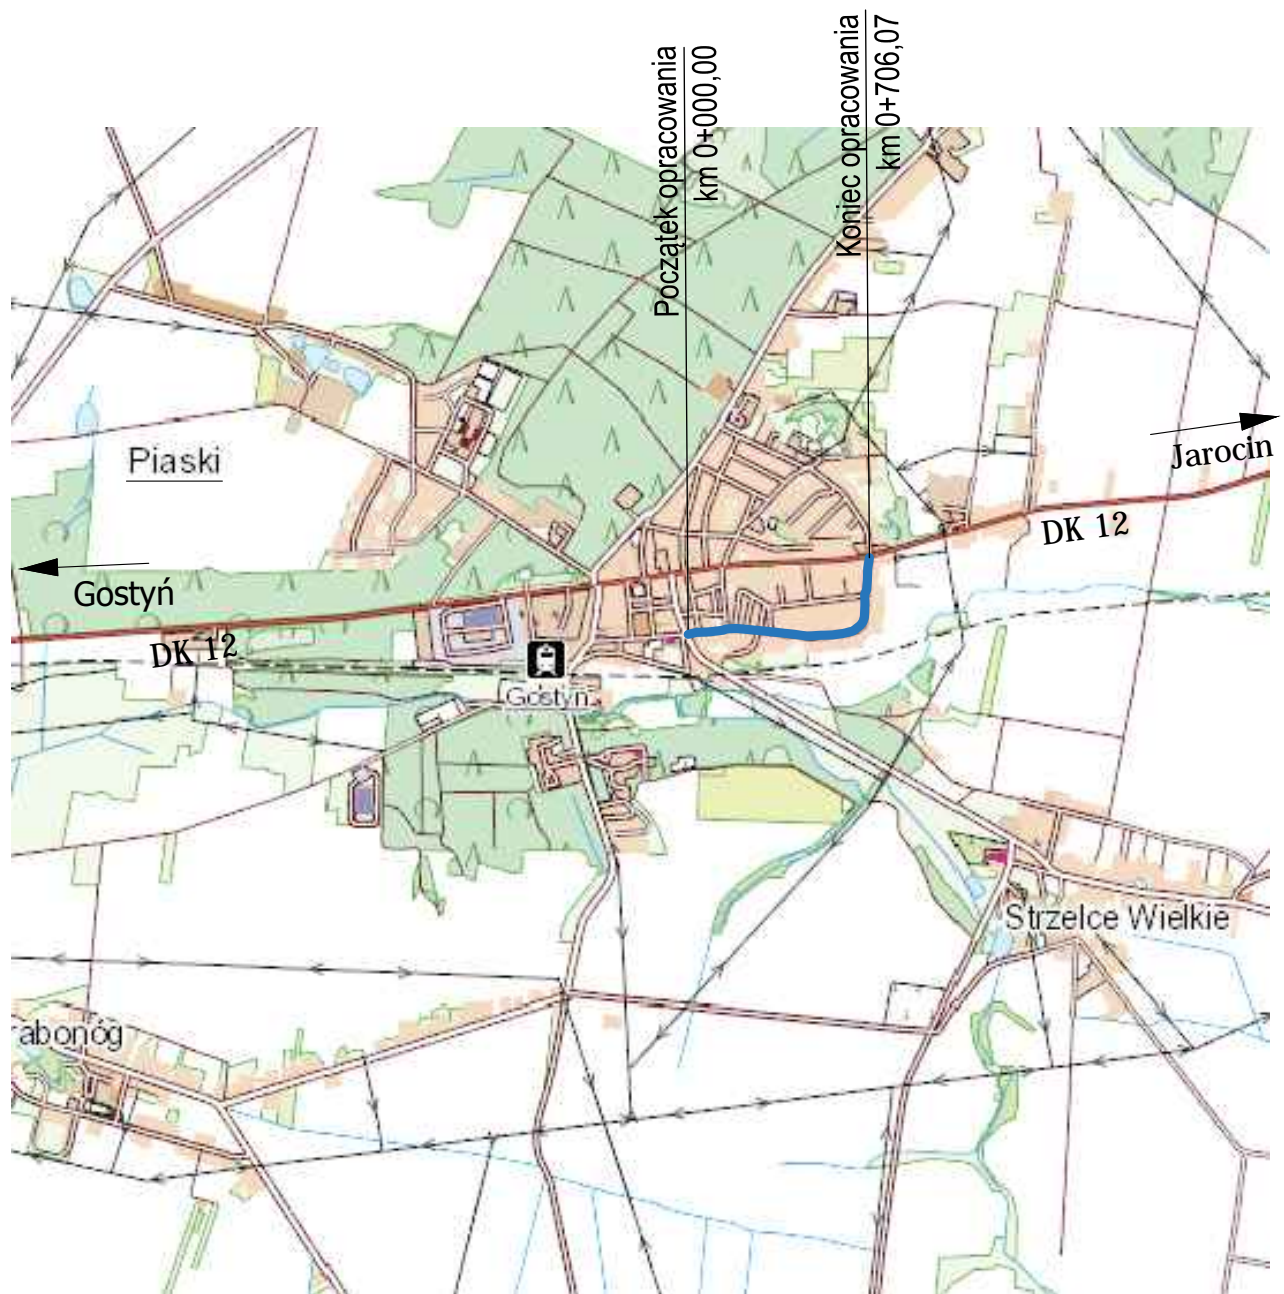 Początek opracowania
km 0+000,00
Koniec opracowania
km 0+706,07
Piaski
Jarocin
DK 12
Gostyń
DK 12
Gostyń
Strzelce Wielkie
abonóg